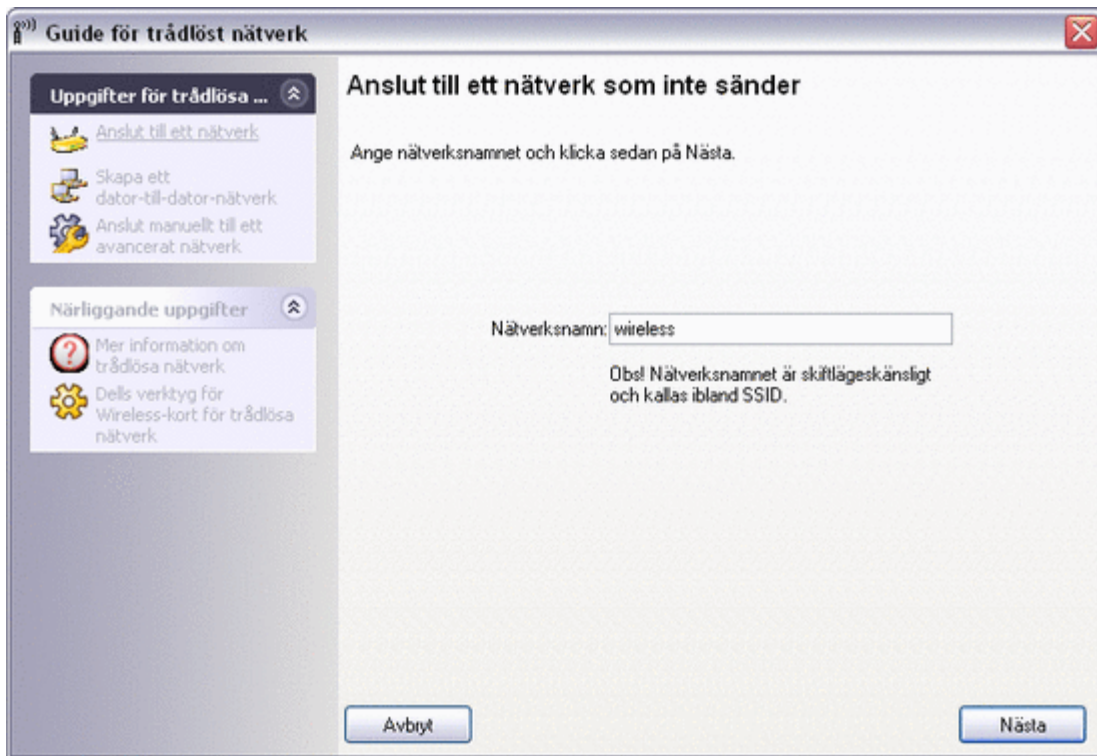 Guide för trådlöst nätverk
Uppgifter för trådlösa ...
Anslut till ett nätverk
Skapa ett
dator-till-dator-nätverk
Anslut manuellt till ett
avancerat nätverk
Närliggande uppgifter
Mer information om
trådlösa nätverk
Dells verktyg för
Wireless-kort för trådlösa
nätverk
Anslut till ett nätverk som inte sänder
Ange nätverksnamnet och klicka sedan på Nästa.
Nätverksnamn: wireless
Obs! Nätverksnamnet är skiftlägeskänsligt
och kallas ibland SSID.
Avbryt
Nästa